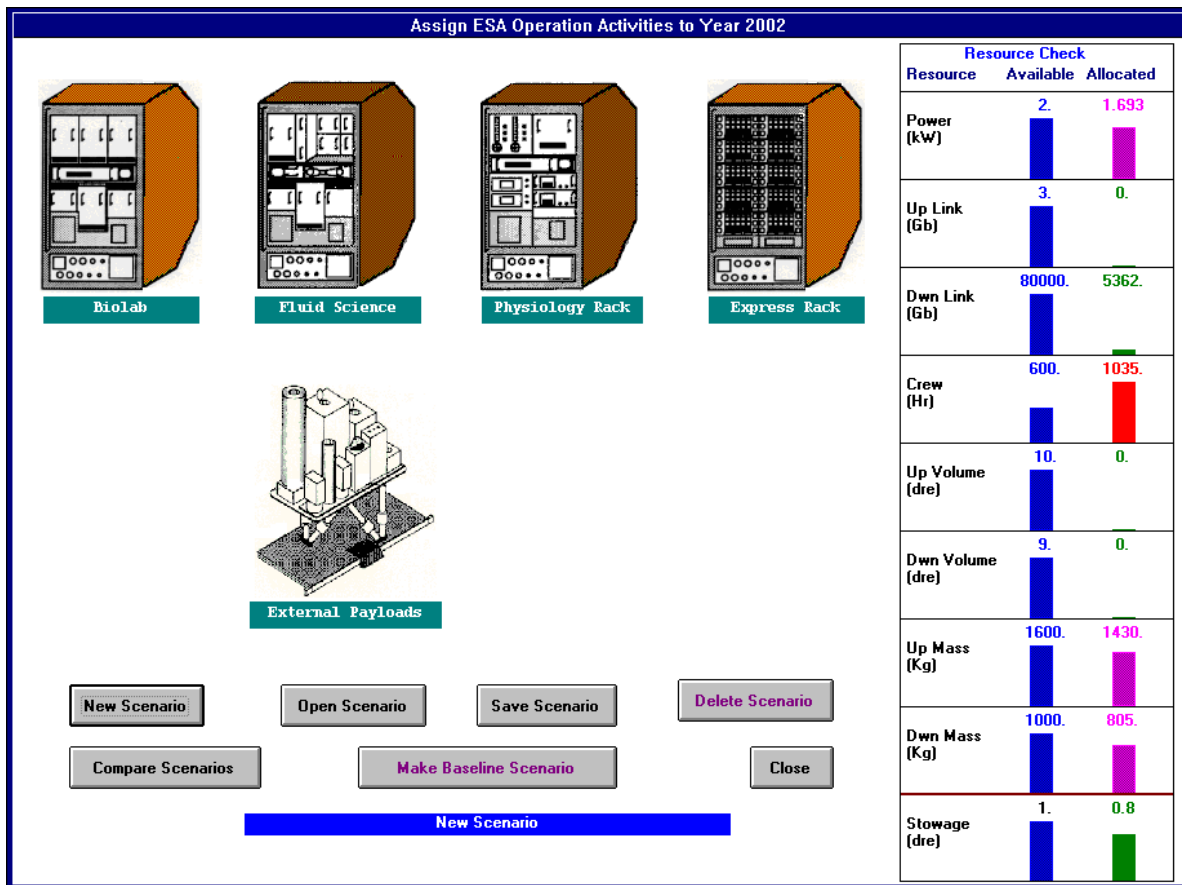 Assign ESA Operation Activities to Year 2002
Biolab
Fluid Science
Physiology Rack
Express Rack
External Payloads
New Scenario
Open Scenario
Save Scenario
Delete Scenario
Compare Scenarios
Make Baseline Scenario
Close
New Scenario
Resource Check
Resource Available Allocated
Power 2. 1.693
(kW)
Up Link 3. 0.
(Gb)
Dwn Link 80000. 5362.
(Gb)
Crew 600. 1035.
(Hr)
Up Volume 10. 0.
(dre)
Dwn Volume 9. 0.
(dre)
Up Mass 1600. 1430.
(Kg)
Dwn Mass 1000. 805.
(Kg)
Stowage 1. 0.8
(dre)